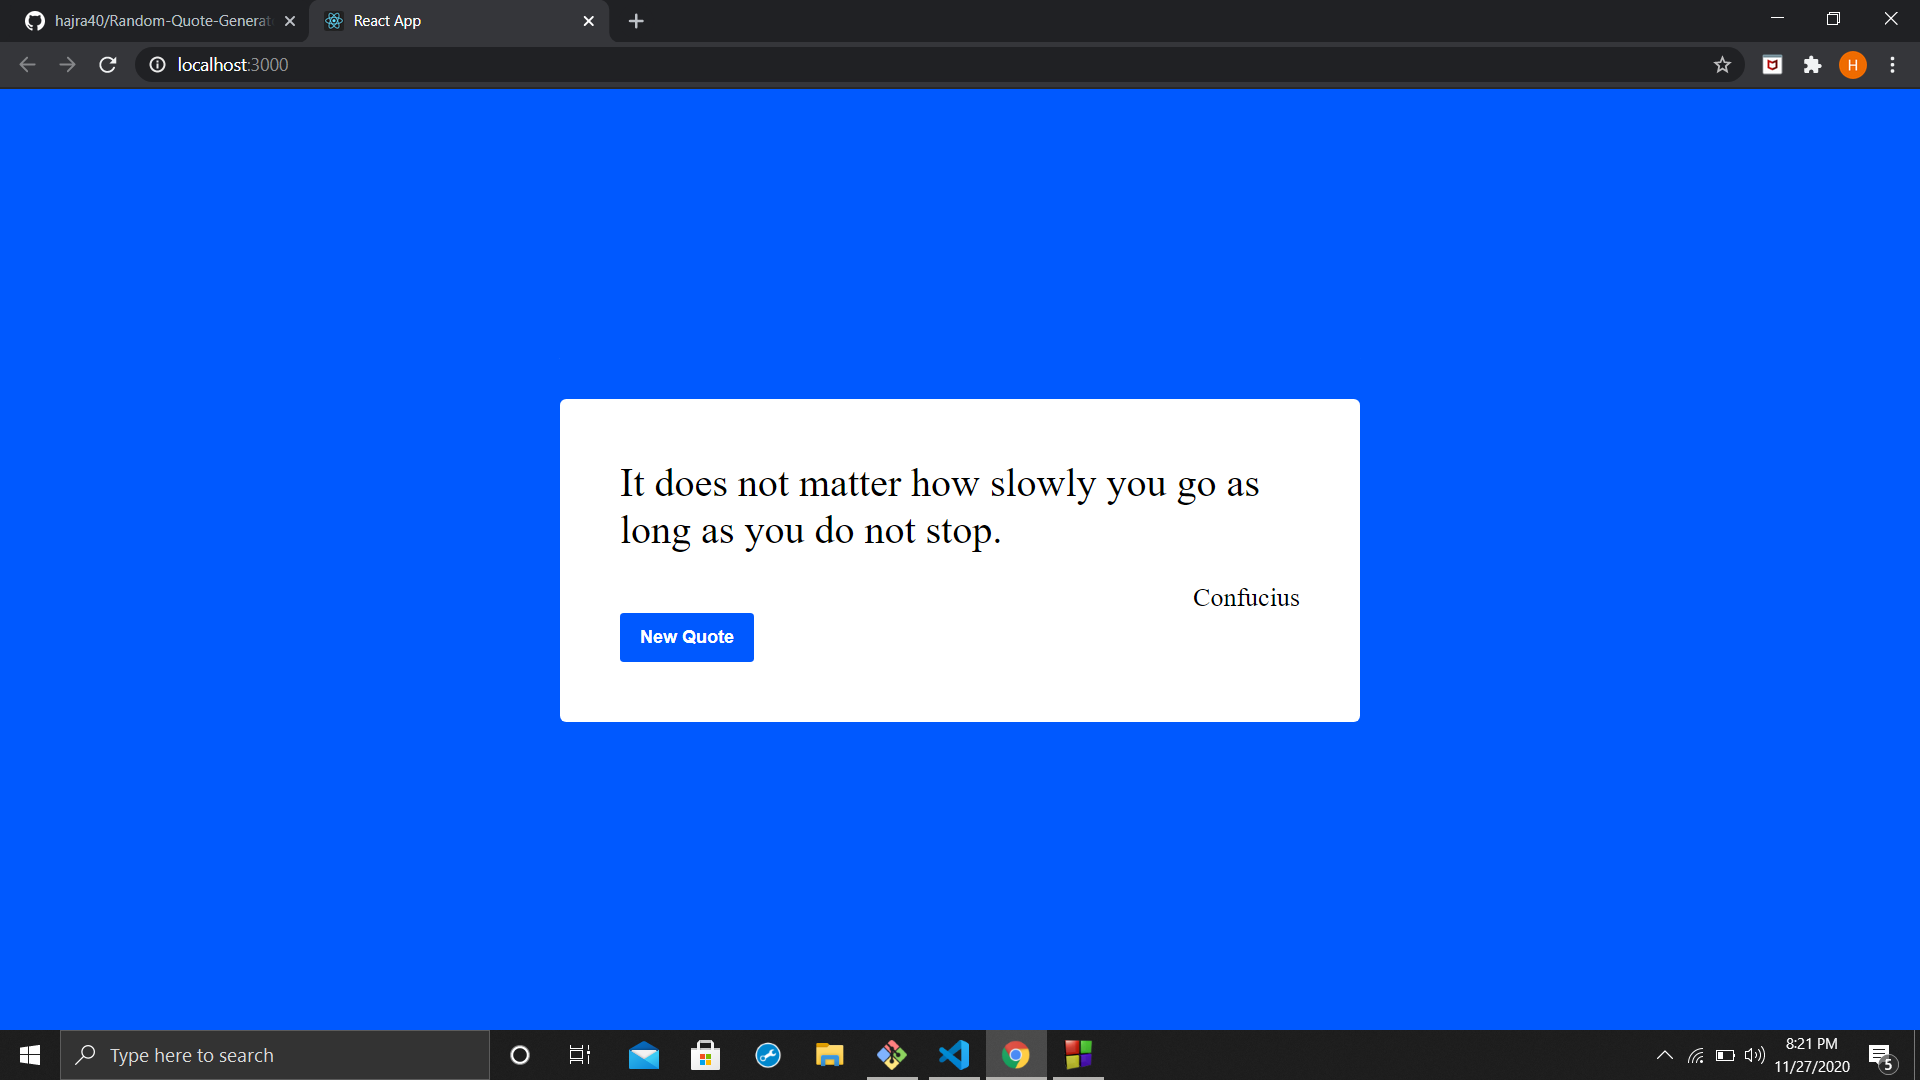 hajra40/Random-Quote-Generat
React App
localhost:3000
H
It does not matter how slowly you go as
long as you do not stop.
Confucius
New Quote
Type here to search
8:21 PM
11/27/2020
5